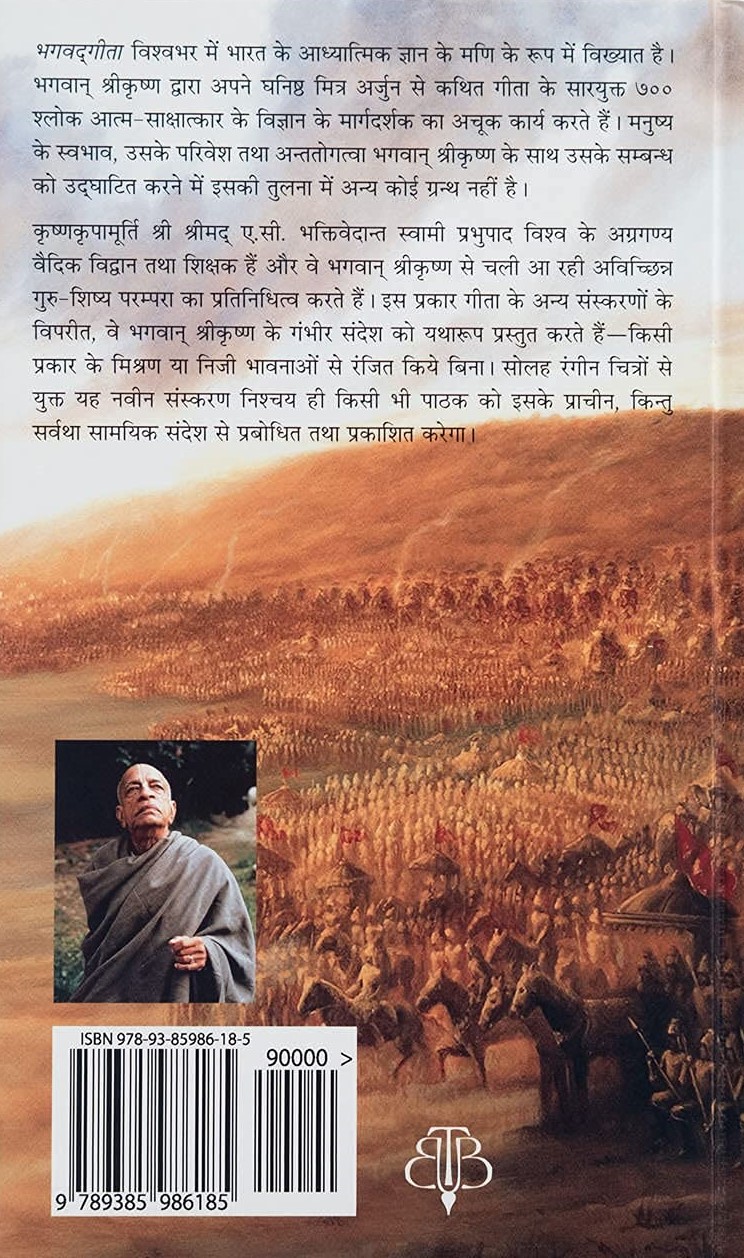 भगवद्‌गीता विश्वभर में भारत के आध्यात्मिक ज्ञान के मणि के रूप में विख्यात है।
भगवान् श्रीकृष्ण द्वारा अपने घनिष्ठ मित्र अर्जुन से कथित गीता के सारयुक्त ७००
श्लोक आत्म-साक्षात्कार के विज्ञान के मार्गदर्शक का अचूक कार्य करते हैं। मनुष्य
के स्वभाव, उसके परिवेश तथा अन्ततोगत्वा भगवान् श्रीकृष्ण के साथ उसके सम्बन्ध
को उद्‌घाटित करने में इसकी तुलना में अन्य कोई ग्रन्थ नहीं है।
कृष्णकृपामूर्ति श्री श्रीमद् ए.सी. भक्तिवेदान्त स्वामी प्रभुपाद विश्व के अग्रगण्य
वैदिक विद्वान तथा शिक्षक हैं और वे भगवान् श्रीकृष्ण से चली आ रही अविच्छिन्न
गुरु-शिष्य परम्परा का प्रतिनिधित्व करते हैं। इस प्रकार गीता के अन्य संस्करणों के
विपरीत, वे भगवान् श्रीकृष्ण के गंभीर संदेश को यथारूप प्रस्तुत करते हैं—किसी
प्रकार के मिश्रण या निजी भावनाओं से रंजित किये बिना। सोलह रंगीन चित्रों से
युक्त यह नवीन संस्करण निश्चय ही किसी भी पाठक को इसके प्राचीन, किन्तु
सर्वथा सामयिक संदेश से प्रबोधित तथा प्रकाशित करेगा।
ISBN 978-93-85986-18-5
90000 >
9 789385 986185
BTB